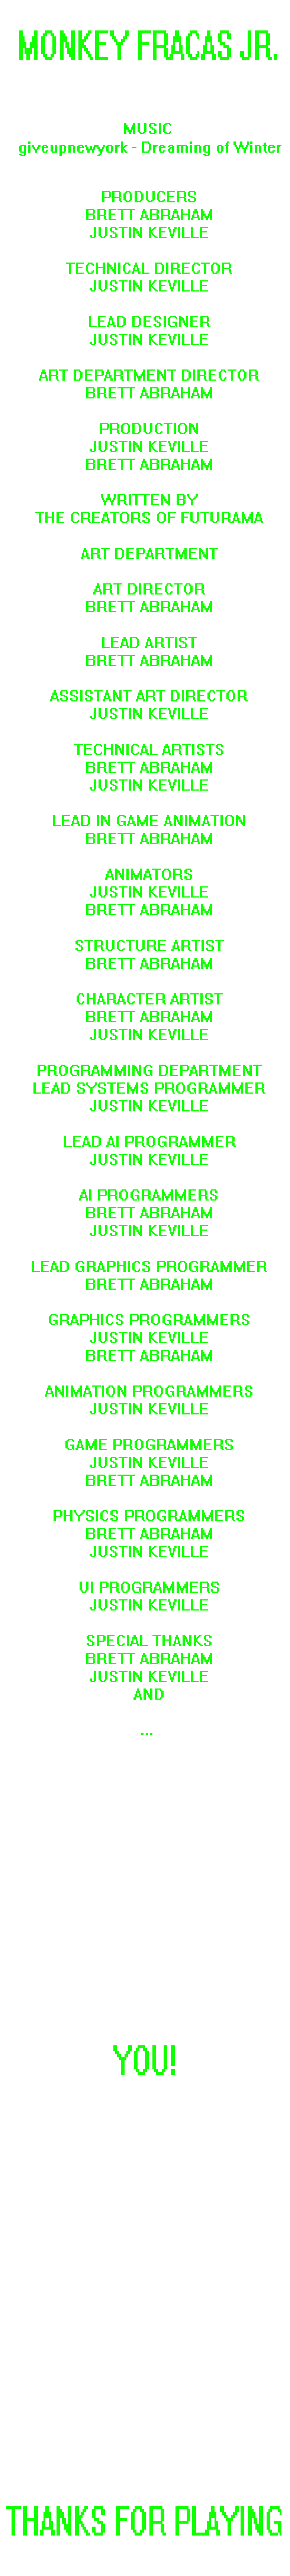 MONKEY FRACAS JR.
MUSIC
giveupnewyork - Dreaming of Winter
PRODUCERS
BRETT ABRAHAM
JUSTIN KEVILLE
TECHNICAL DIRECTOR
JUSTIN KEVILLE
LEAD DESIGNER
JUSTIN KEVILLE
ART DEPARTMENT DIRECTOR
BRETT ABRAHAM
PRODUCTION
JUSTIN KEVILLE
BRETT ABRAHAM
WRITTEN BY
THE CREATORS OF FUTURAMA
ART DEPARTMENT
ART DIRECTOR
BRETT ABRAHAM
LEAD ARTIST
BRETT ABRAHAM
ASSISTANT ART DIRECTOR
JUSTIN KEVILLE
TECHNICAL ARTISTS
BRETT ABRAHAM
JUSTIN KEVILLE
LEAD IN GAME ANIMATION
BRETT ABRAHAM
ANIMATORS
JUSTIN KEVILLE
BRETT ABRAHAM
STRUCTURE ARTIST
BRETT ABRAHAM
CHARACTER ARTIST
BRETT ABRAHAM
JUSTIN KEVILLE
PROGRAMMING DEPARTMENT
LEAD SYSTEMS PROGRAMMER
JUSTIN KEVILLE
LEAD AI PROGRAMMER
JUSTIN KEVILLE
AI PROGRAMMERS
BRETT ABRAHAM
JUSTIN KEVILLE
LEAD GRAPHICS PROGRAMMER
BRETT ABRAHAM
GRAPHICS PROGRAMMERS
JUSTIN KEVILLE
BRETT ABRAHAM
ANIMATION PROGRAMMERS
JUSTIN KEVILLE
GAME PROGRAMMERS
JUSTIN KEVILLE
BRETT ABRAHAM
PHYSICS PROGRAMMERS
BRETT ABRAHAM
JUSTIN KEVILLE
UI PROGRAMMERS
JUSTIN KEVILLE
SPECIAL THANKS
BRETT ABRAHAM
JUSTIN KEVILLE
AND
...
YOU!
THANKS FOR PLAYING